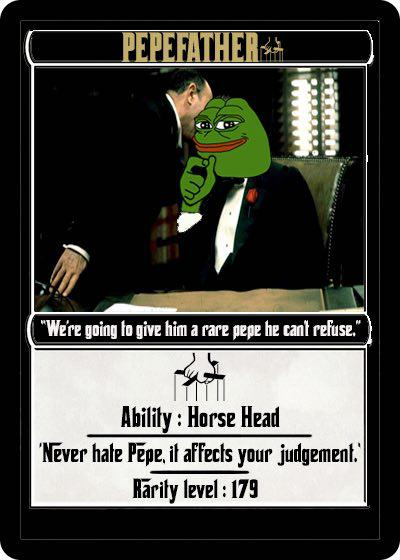 PEPEFATHER
"We're going to give him a rare pepe he can't refuse."
Ability : Horse Head
'Never hate Pepe, it affects your judgement.'
Rarity level : 179